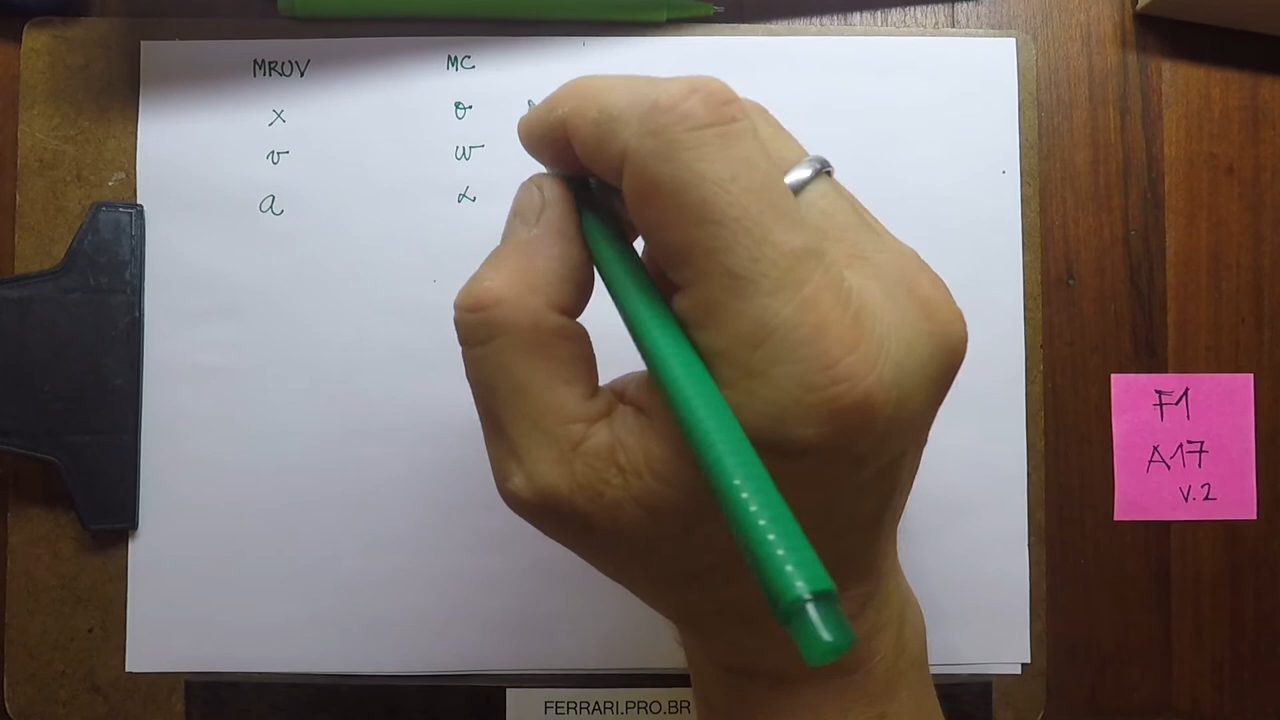 MRUV MC
x θ
v ω
a α
F1
A17
V.2
FERRARI.PRO.BR